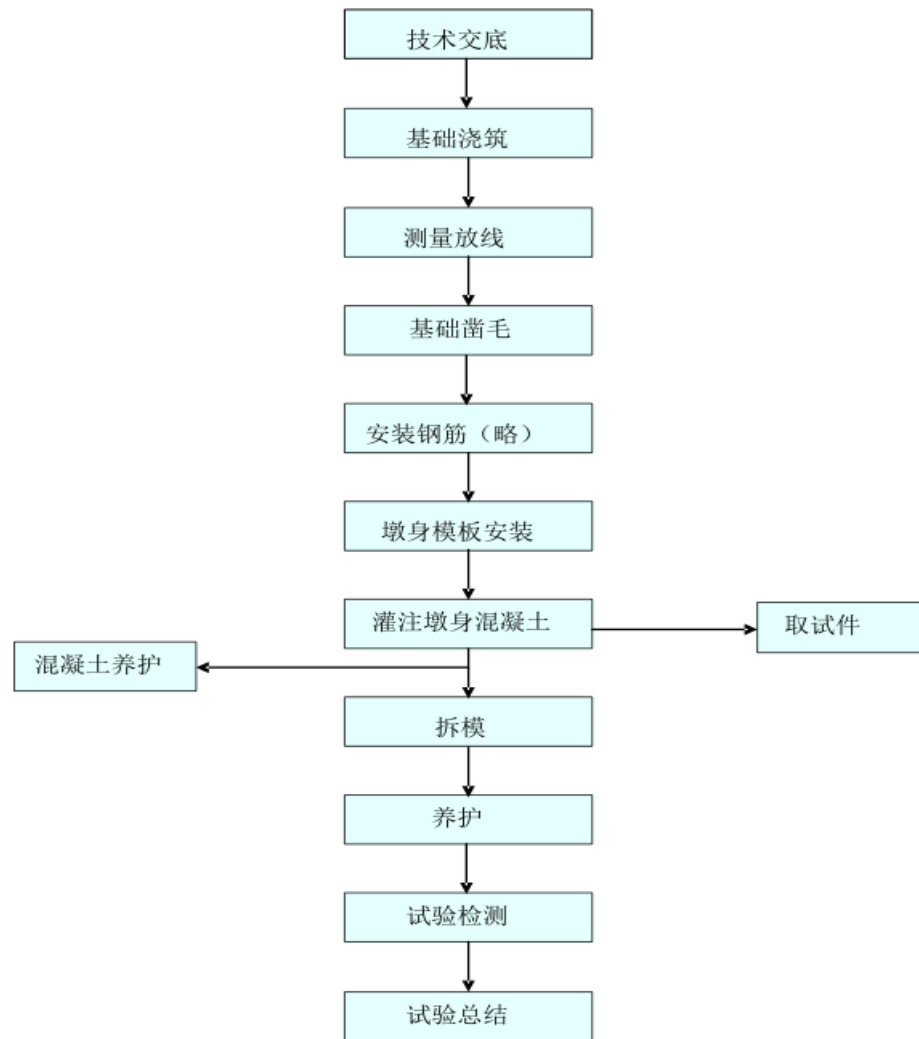 技术交底
基础浇筑
测量放线
基础凿毛
安装钢筋（略）
墩身模板安装
灌注墩身混凝土
取试件
混凝土养护
拆模
养护
试验检测
试验总结